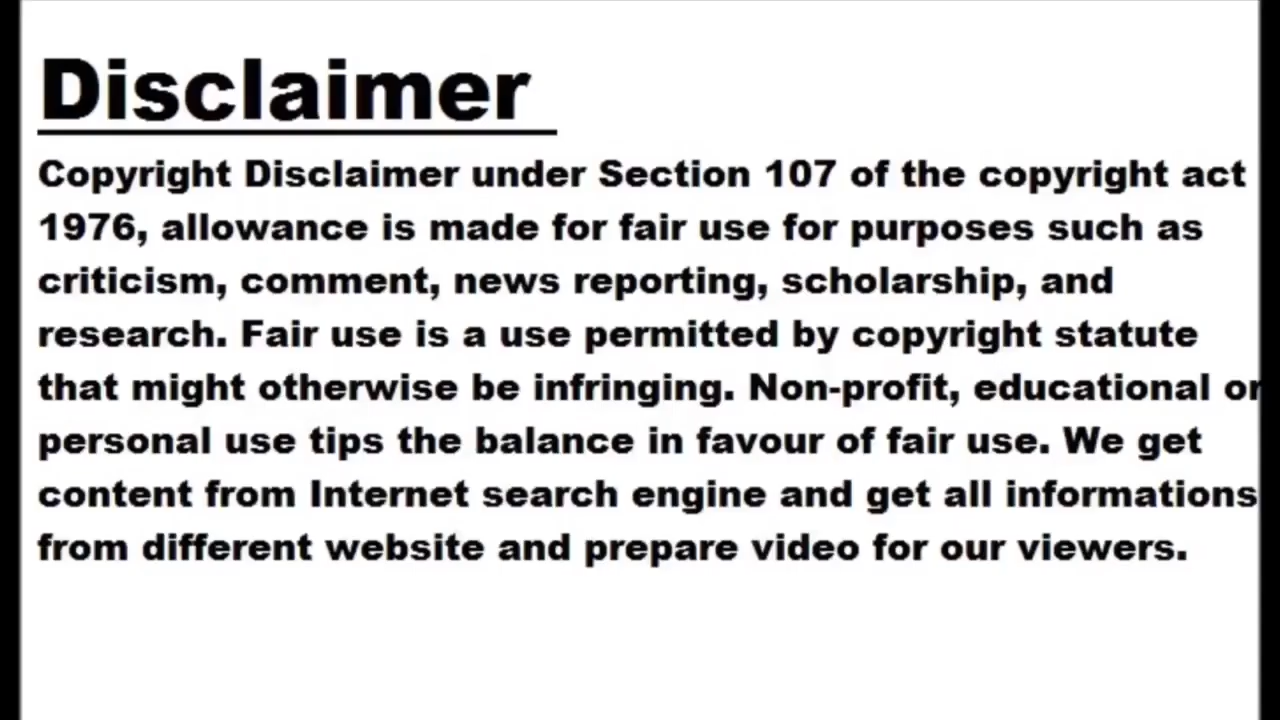 Disclaimer
Copyright Disclaimer under Section 107 of the copyright act
1976, allowance is made for fair use for purposes such as
criticism, comment, news reporting, scholarship, and
research. Fair use is a use permitted by copyright statute
that might otherwise be infringing. Non-profit, educational or
personal use tips the balance in favour of fair use. We get
content from Internet search engine and get all informations
from different website and prepare video for our viewers.